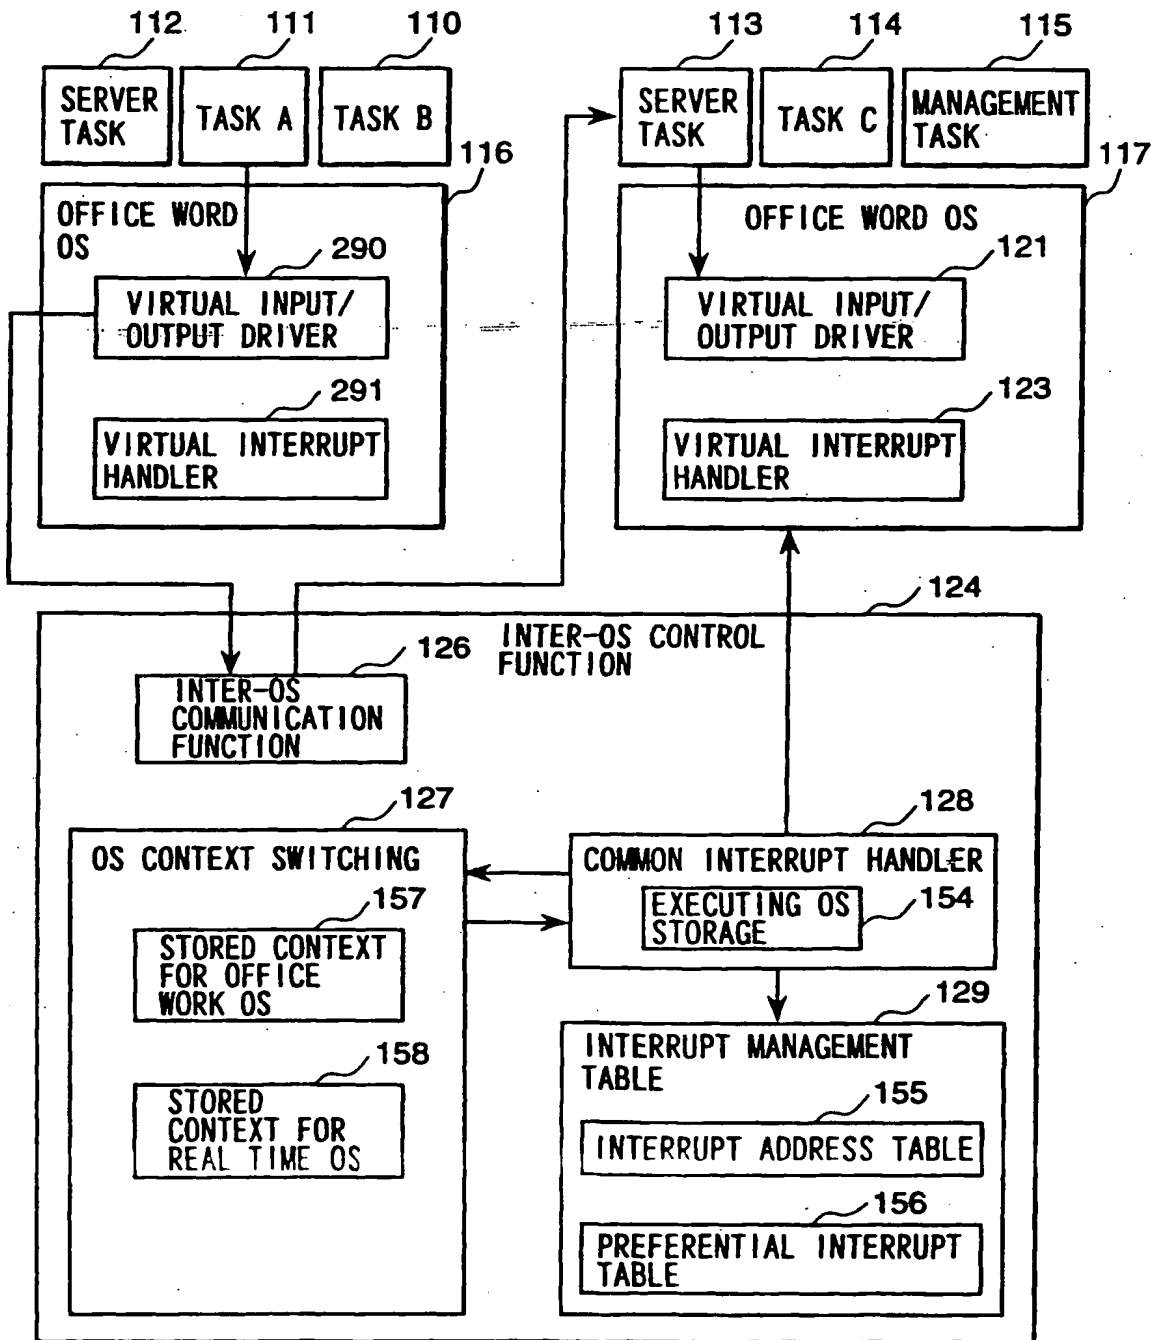 112
111
110
113
114
115
SERVER
TASK
TASK A
TASK B
SERVER
TASK
TASK C
MANAGEMENT
TASK
116
117
OFFICE WORD
OS
OFFICE WORD OS
290
121
VIRTUAL INPUT/
OUTPUT DRIVER
VIRTUAL INPUT/
OUTPUT DRIVER
291
123
VIRTUAL INTERRUPT
HANDLER
VIRTUAL INTERRUPT
HANDLER
124
INTER-OS CONTROL
FUNCTION
126
INTER-OS
COMMUNICATION
FUNCTION
127
128
OS CONTEXT SWITCHING
COMMON INTERRUPT HANDLER
157
EXECUTING OS
STORAGE
154
STORED CONTEXT
FOR OFFICE
WORK OS
129
INTERRUPT MANAGEMENT
TABLE
158
STORED
CONTEXT FOR
REAL TIME OS
155
INTERRUPT ADDRESS TABLE
156
PREFERENTIAL INTERRUPT
TABLE